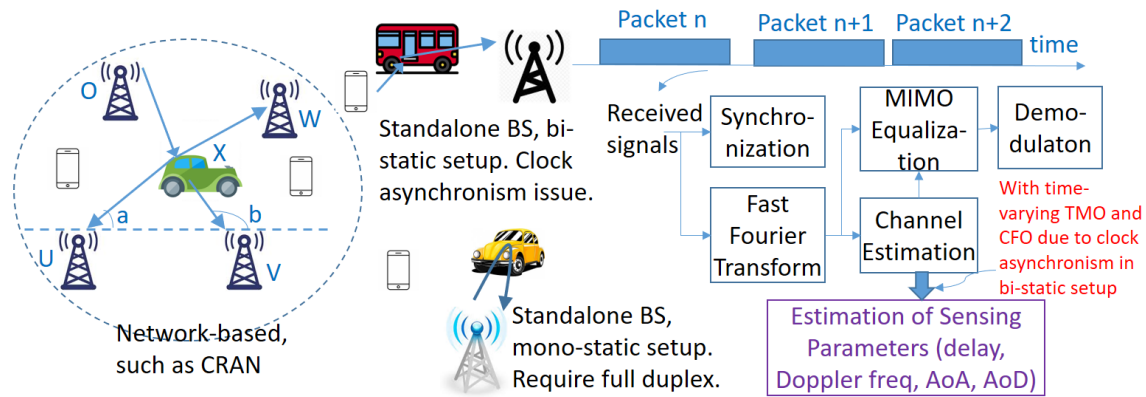 O
W
X
a
b
U
V
Network-based,
such as CRAN
Standalone BS, bi-
static setup. Clock
asynchronism issue.
Standalone BS,
mono-static setup.
Require full duplex.
Packet n
Packet n+1
Packet n+2
time
Received
signals
Synchro-
nization
Fast
Fourier
Transform
MIMO
Equaliza-
tion
Channel
Estimation
Demo-
dulaton
With time-
varying TMO and
CFO due to clock
asynchronism in
bi-static setup
Estimation of Sensing
Parameters (delay,
Doppler freq, AoA, AoD)